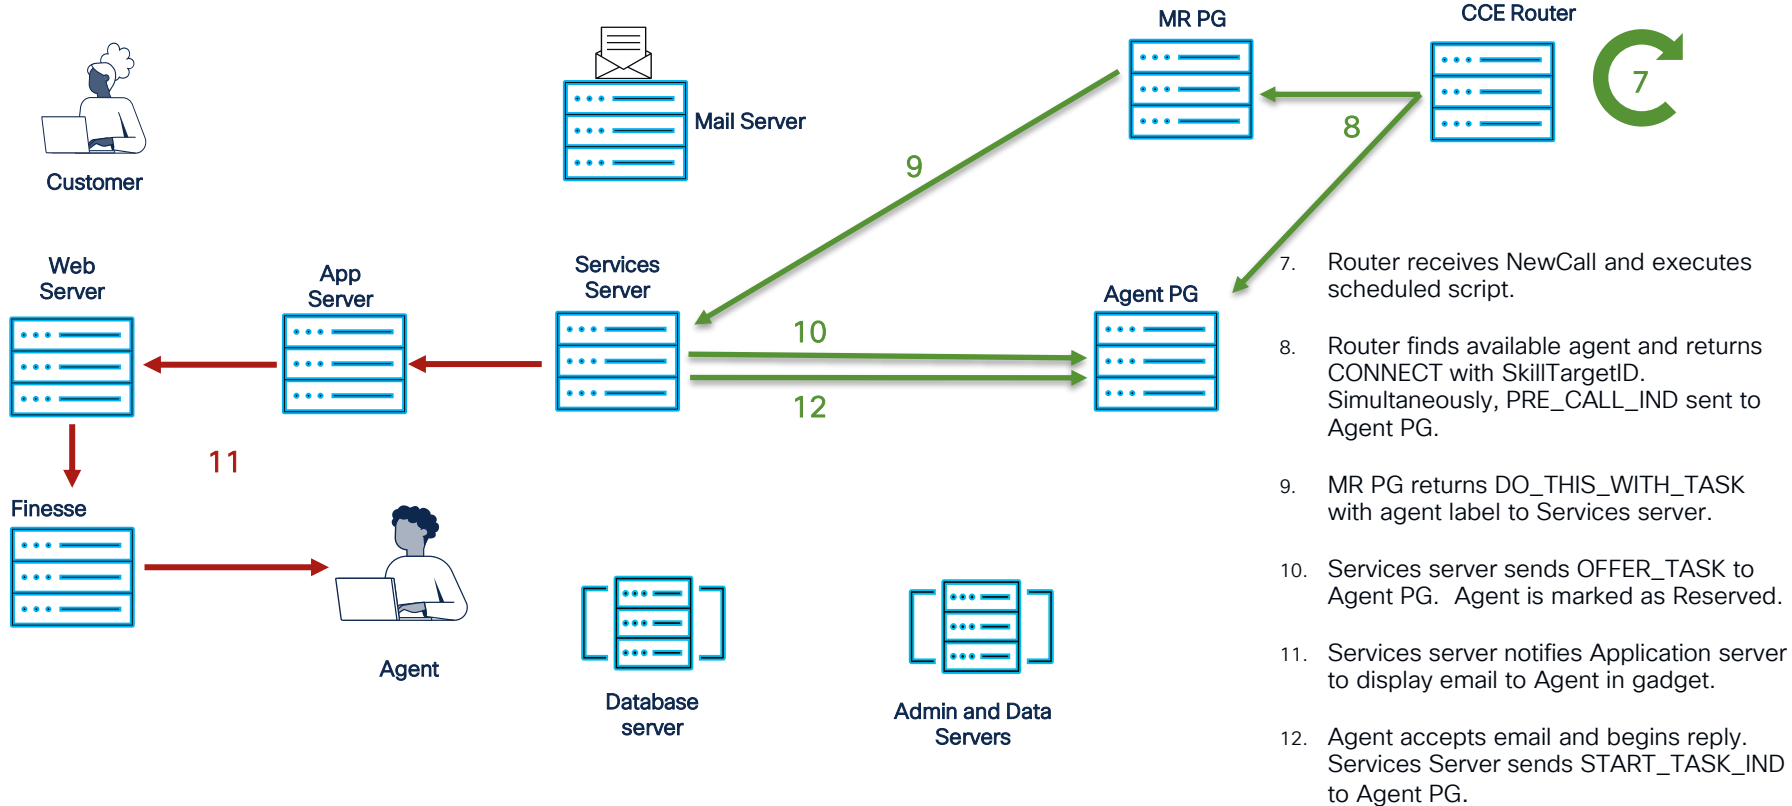 MR PG
CCE Router
7
Mail Server
8
9
Customer
Web
Server
App
Server
Services
Server
Agent PG
10
12
11
Finesse
Agent
Database
server
Admin and Data
Servers
7. Router receives NewCall and executes
scheduled script.
8. Router finds available agent and returns
CONNECT with SkillTargetID.
Simultaneously, PRE_CALL_IND sent to
Agent PG.
9. MR PG returns DO_THIS_WITH_TASK
with agent label to Services server.
10. Services server sends OFFER_TASK to
Agent PG. Agent is marked as Reserved.
11. Services server notifies Application server
to display email to Agent in gadget.
12. Agent accepts email and begins reply.
Services Server sends START_TASK_IND
to Agent PG.